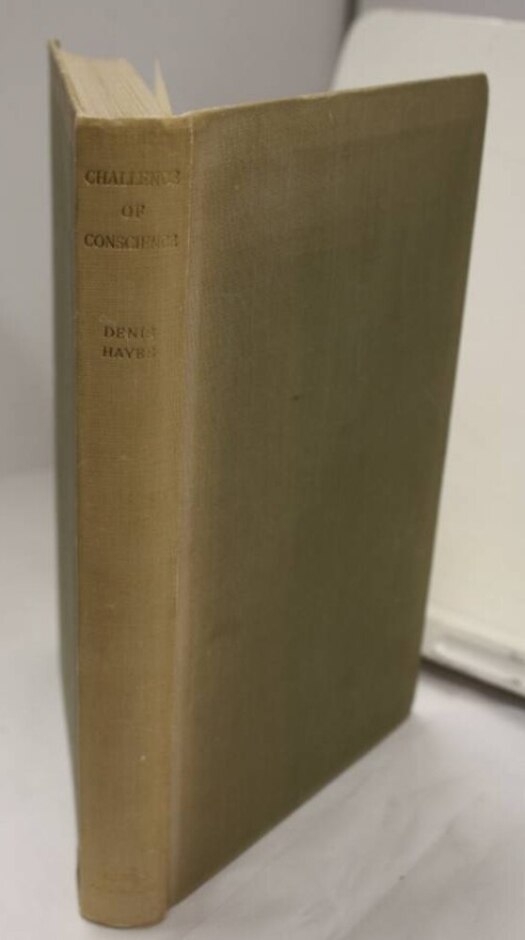 CHALLENGE
OF
CONSCIENCE
DENIS
HAYES